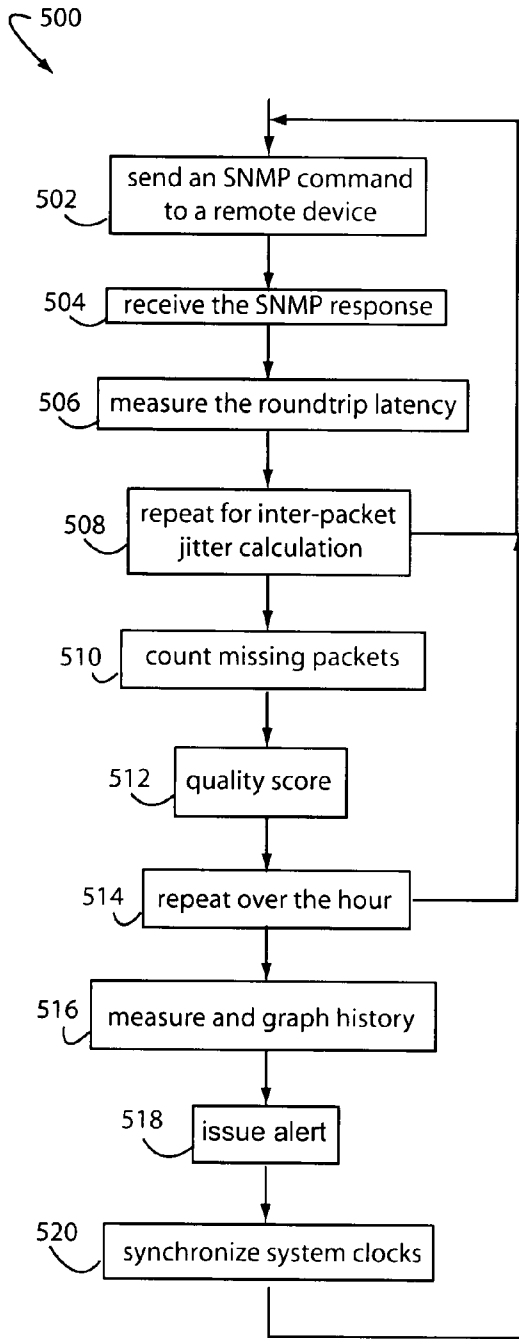 500
502
send an SNMP command
to a remote device
504
receive the SNMP response
506
measure the roundtrip latency
508
repeat for inter-packet
jitter calculation
510
count missing packets
512
quality score
514
repeat over the hour
516
measure and graph history
518
issue alert
520
synchronize system clocks